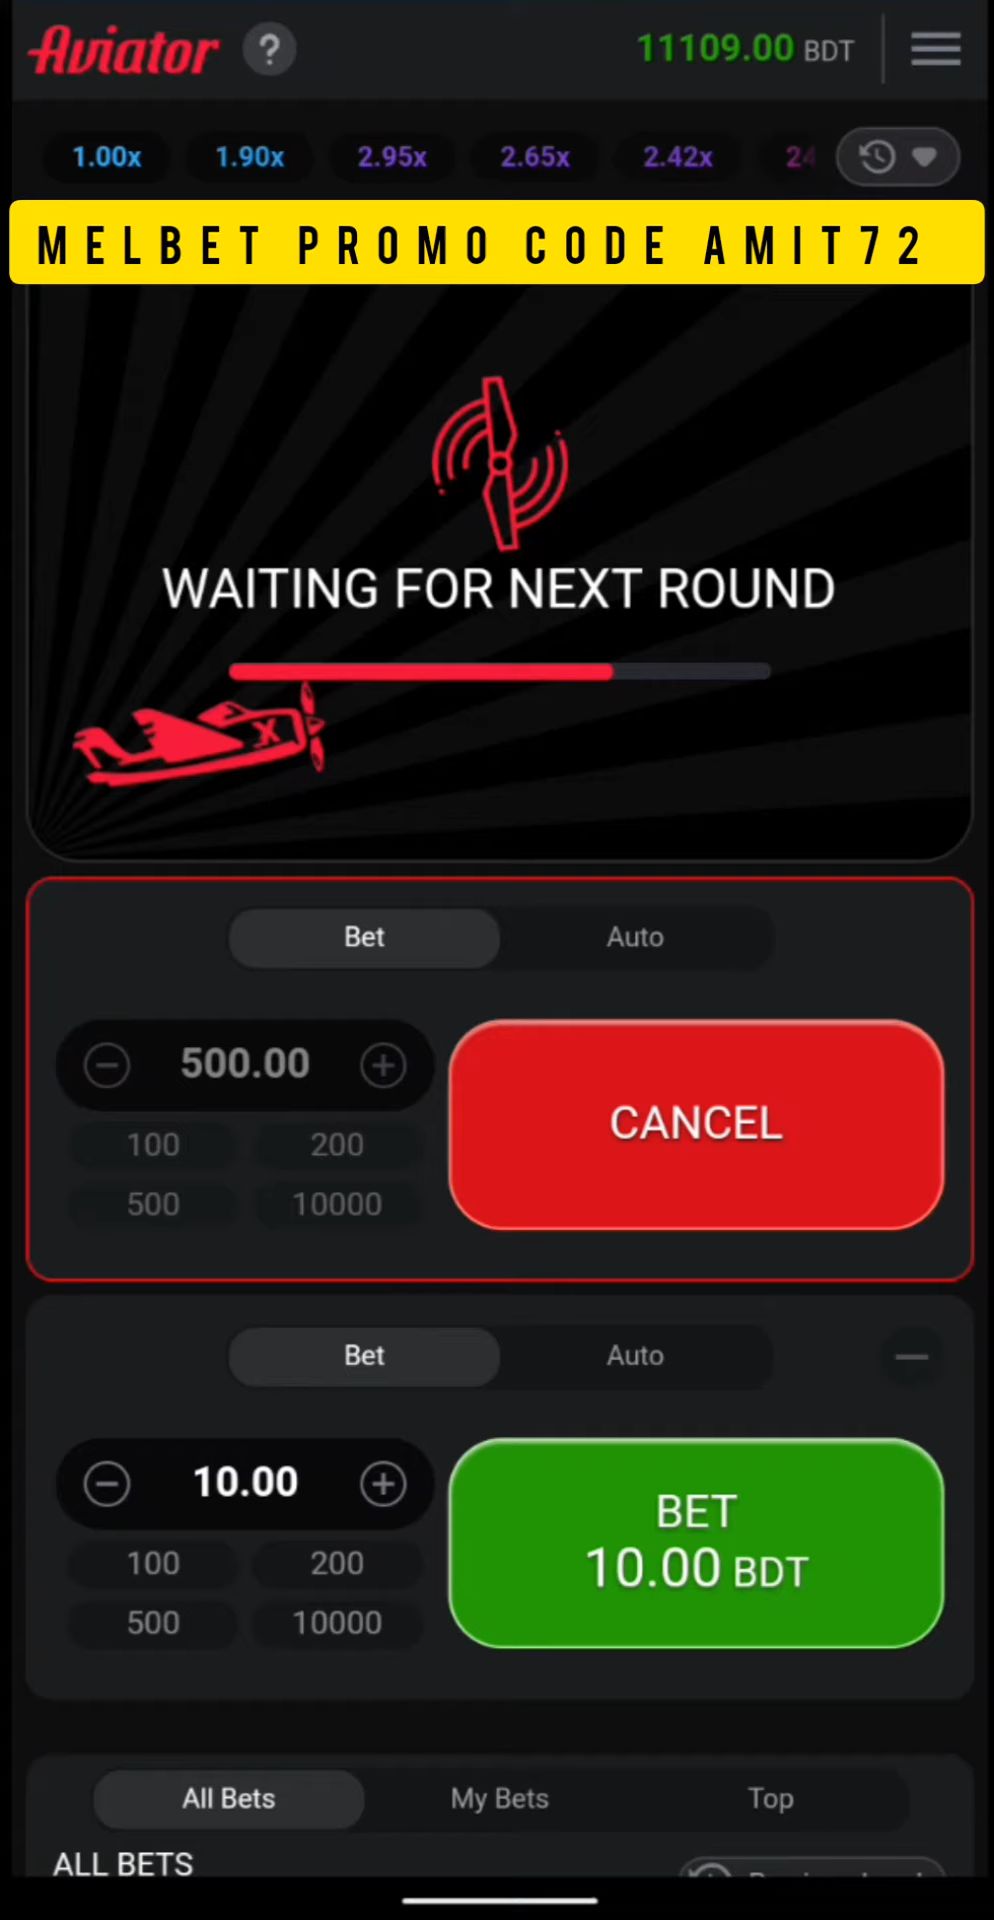 Aviator ? 11109.00 BDT
1.00x 1.90x 2.95x 2.65x 2.42x 24
MELBET PROMO CODE AMIT72
WAITING FOR NEXT ROUND
X
Bet Auto
500.00
100 200
500 10000
CANCEL
Bet Auto
10.00
100 200
500 10000
BET
10.00 BDT
All Bets My Bets Top
ALL BETS